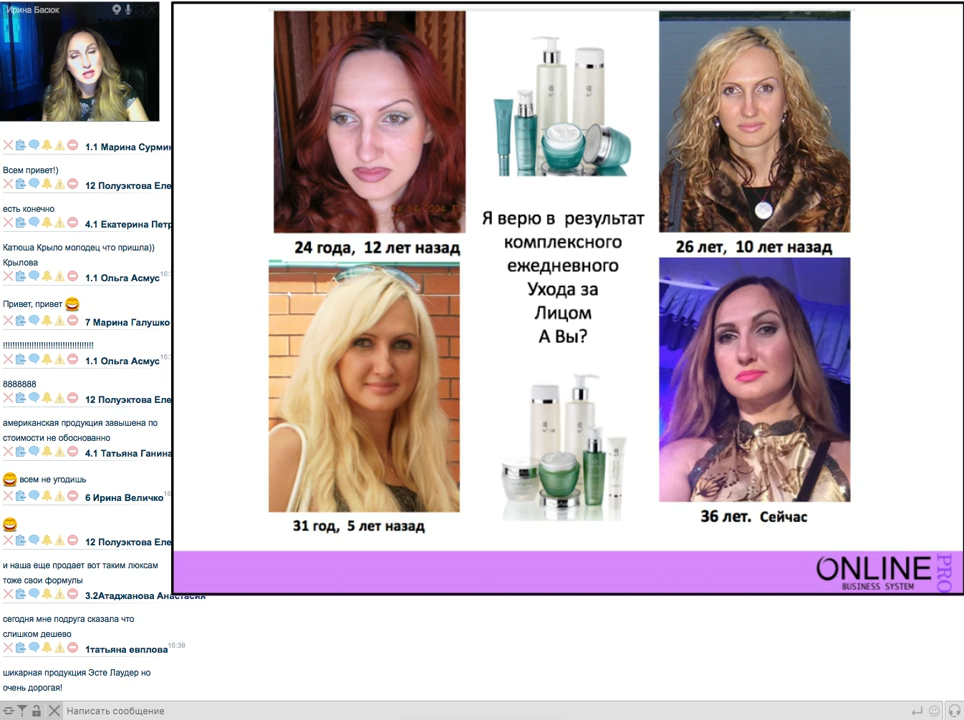 Ирина Басюк
1.1 Марина Сурмин
Всем привет!)
12 Полуэктова Еле
есть конечно
4.1 Екатерина Петр
Катюша Крыло молодец что пришла))
Крылова
1.1 Ольга Асмус
Привет, привет
7 Марина Галушко
!!!!!!!!!!!!!!!!!!!!!!!!!!!!!!!!!!!!!!
1.1 Ольга Асмус
8888888
12 Полуэктова Еле
американская продукция завышена по
стоимости не обоснованно
4.1 Татьяна Ганина
всем не угодишь
6 Ирина Величко
12 Полуэктова Еле
и наша еще продает вот таким люксам
тоже свои формулы
3.2Атаджанова Анастасия
сегодня мне подруга сказала что
слишком дешево
1татьяна евплова 16:38
шикарная продукция Эсте Лаудер но
очень дорогая!
Написать сообщение
24 года, 12 лет назад
26 лет, 10 лет назад
Я верю в результат
комплексного
ежедневного
Ухода за
Лицом
А Вы?
31 год, 5 лет назад
36 лет. Сейчас
ONLINE PRO
BUSINESS SYSTEM